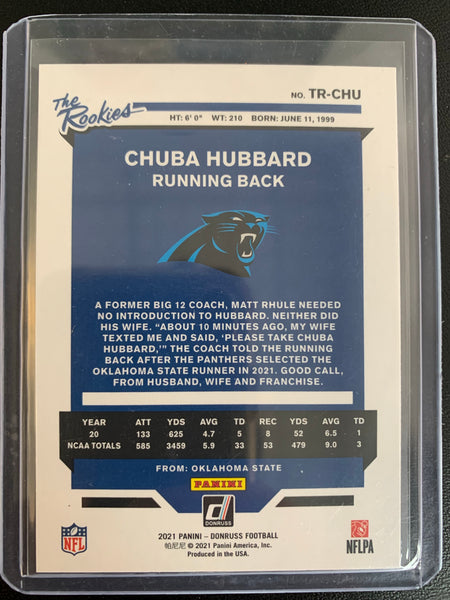 The Rookies
NO. TR-CHU
HT: 6' 0" WT: 210 BORN: JUNE 11, 1999
CHUBA HUBBARD
RUNNING BACK
A FORMER BIG 12 COACH, MATT RHULE NEEDED
NO INTRODUCTION TO HUBBARD. NEITHER DID
HIS WIFE. “ABOUT 10 MINUTES AGO, MY WIFE
TEXTED ME AND SAID, ‘PLEASE TAKE CHUBA
HUBBARD,’” THE COACH TOLD THE RUNNING
BACK AFTER THE PANTHERS SELECTED THE
OKLAHOMA STATE RUNNER IN 2021. GOOD CALL,
FROM HUSBAND, WIFE AND FRANCHISE.
YEAR ATT YDS AVG TD REC YDS AVG TD
20 133 625 4.7 5 8 52 6.5 1
NCAA TOTALS 585 3459 5.9 33 53 479 9.0 3
FROM: OKLAHOMA STATE
PANINI
DONRUSS
NFL
NFLPA
2021 PANINI – DONRUSS FOOTBALL
帕尼尼 © 2021 Panini America, Inc.
Produced in the USA.